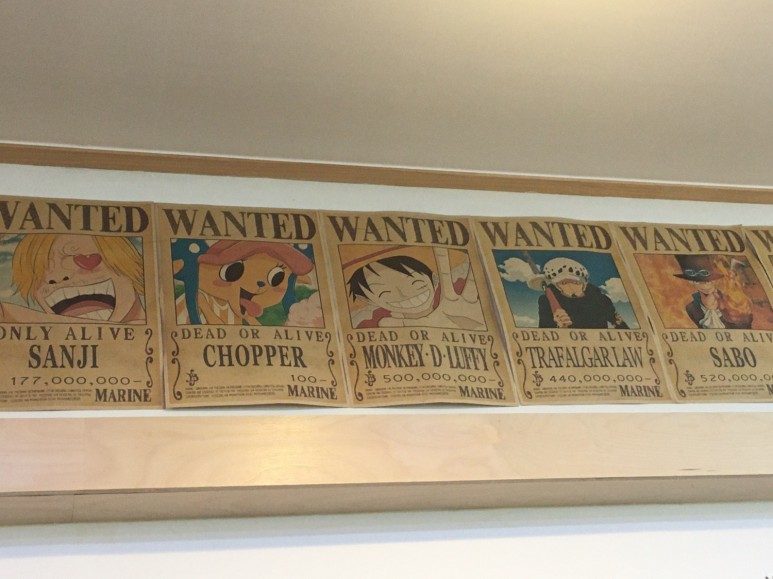 WANTED
ONLY ALIVE
SANJI
177,000,000-
MARINE
WANTED
DEAD OR ALIVE
CHOPPER
100-
MARINE
WANTED
DEAD OR ALIVE
MONKEY·D·LUFFY
500,000,000-
MARINE
WANTED
DEAD OR ALIVE
TRAFALGAR LAW
440,000,000-
MARINE
WANTED
DEAD OR ALIVE
SABO
520,000,0
MARINE